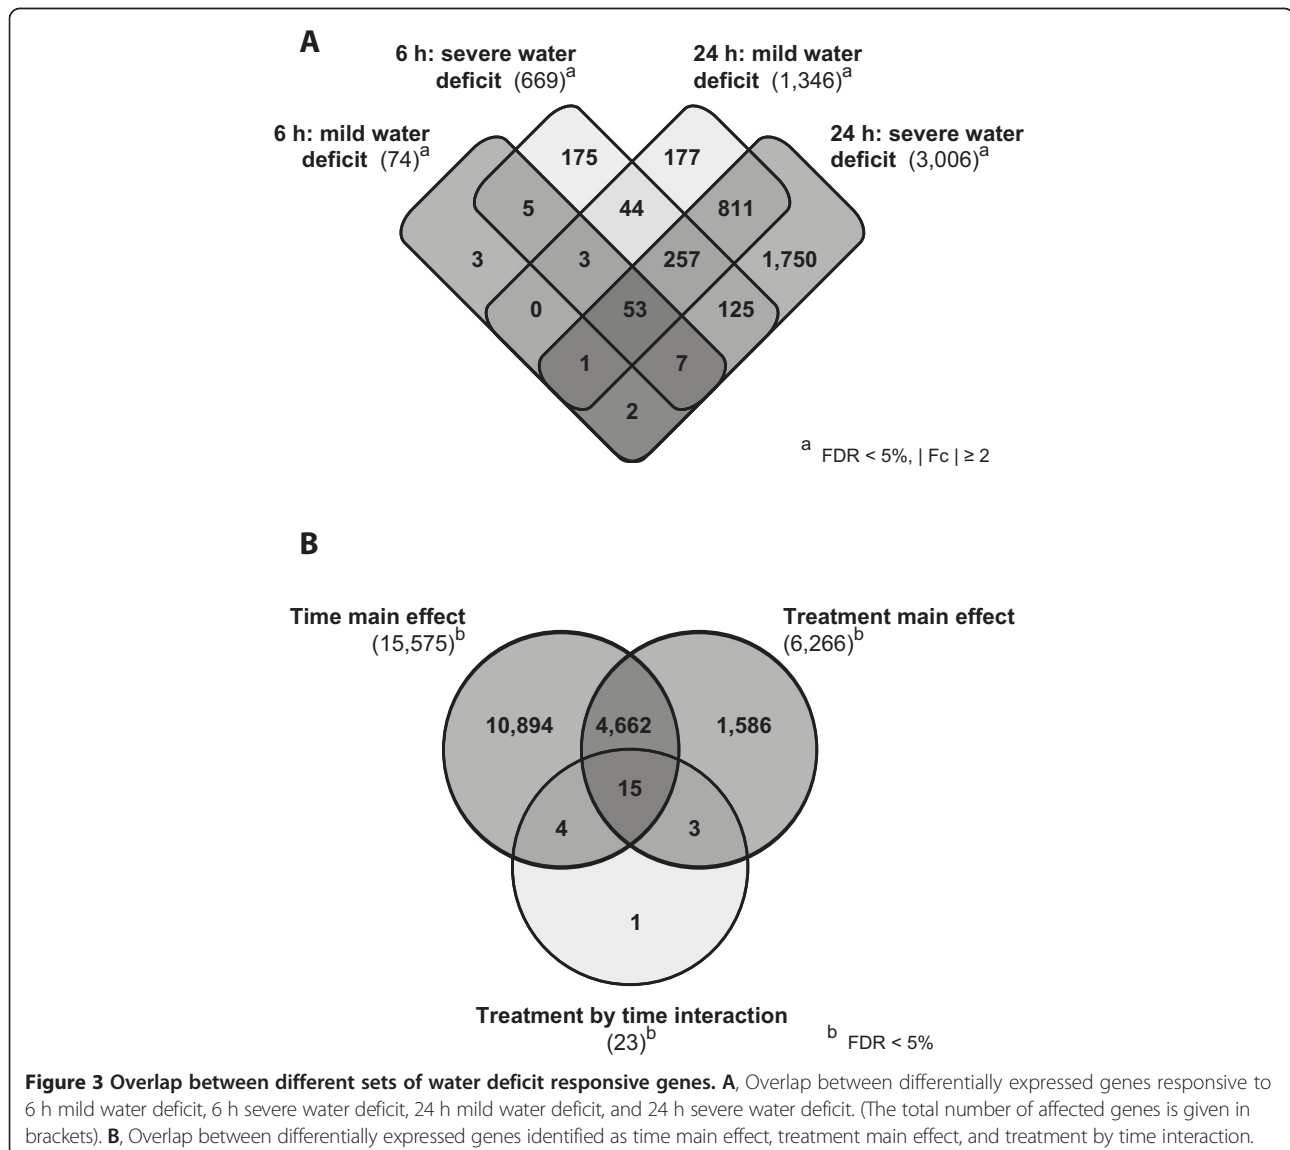 A
6 h: severe water
deficit (669)a
24 h: mild water
deficit (1,346)a
6 h: mild water
deficit (74)a
24 h: severe water
deficit (3,006)a
175
177
5
44
811
3
3
257
1,750
0
53
125
1
7
2
a FDR < 5%, | Fc | ≥ 2
B
Time main effect
(15,575)b
Treatment main effect
(6,266)b
10,894
4,662
1,586
15
4
3
1
Treatment by time interaction
(23)b
b FDR < 5%
Figure 3 Overlap between different sets of water deficit responsive genes. A, Overlap between differentially expressed genes responsive to
6 h mild water deficit, 6 h severe water deficit, 24 h mild water deficit, and 24 h severe water deficit. (The total number of affected genes is given in
brackets). B, Overlap between differentially expressed genes identified as time main effect, treatment main effect, and treatment by time interaction.